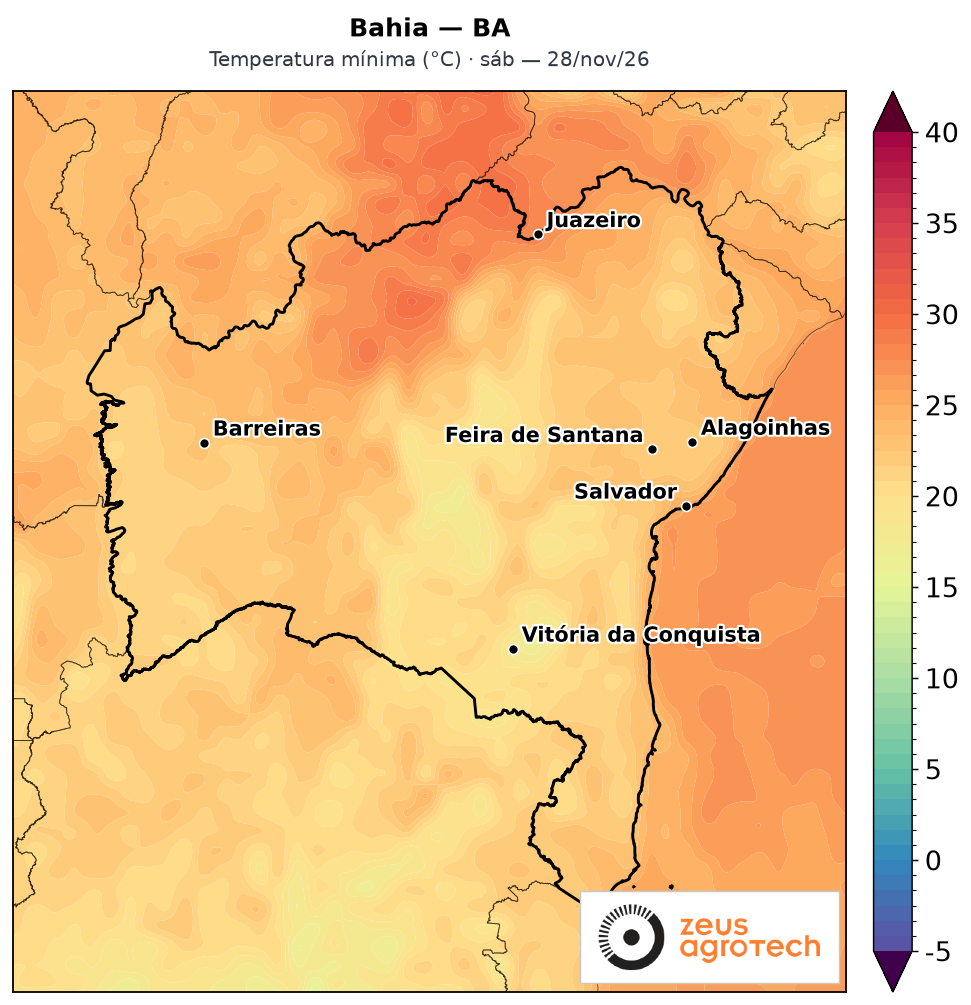 Bahia — BA
Temperatura mínima (°C) · sáb — 28/nov/26
Juazeiro
Barreiras
Feira de Santana
Alagoinhas
Salvador
Vitória da Conquista
40
35
30
25
20
15
10
5
0
-5
zeus
agrotech